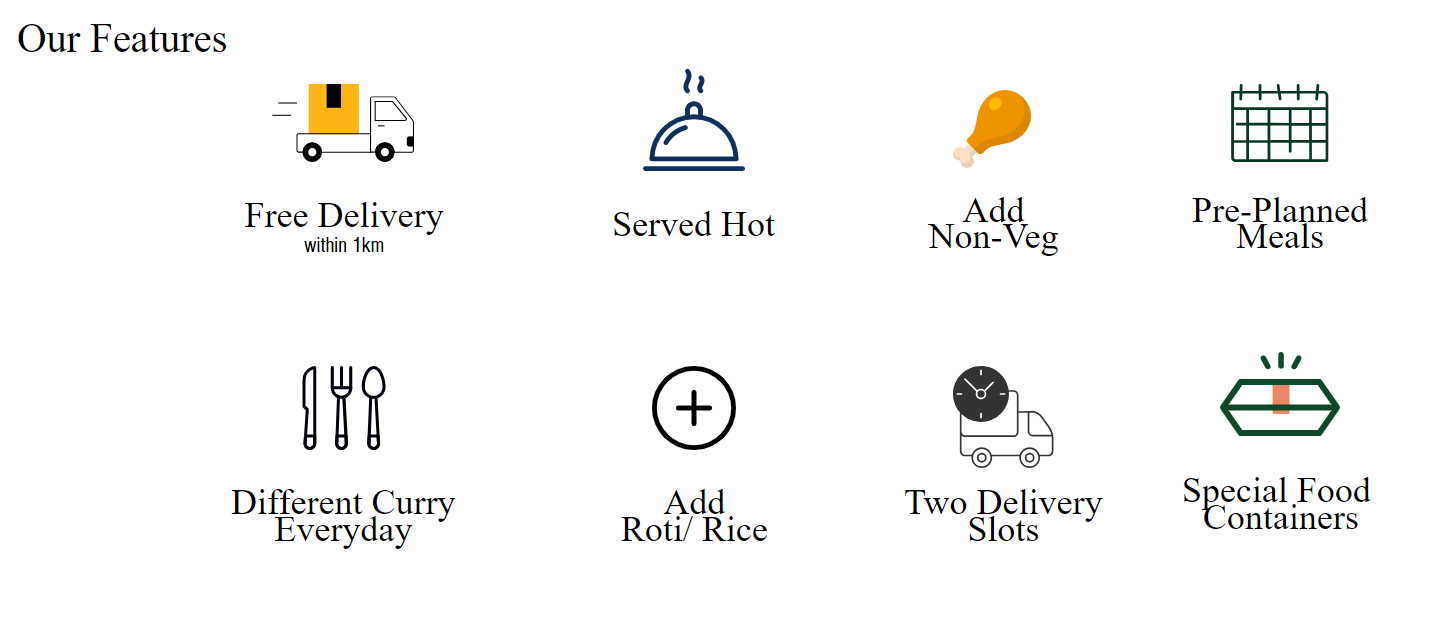 Our Features
Free Delivery
within 1km
Served Hot
Add
Non-Veg
Pre-Planned
Meals
Different Curry
Everyday
Add
Roti/ Rice
Two Delivery
Slots
Special Food
Containers